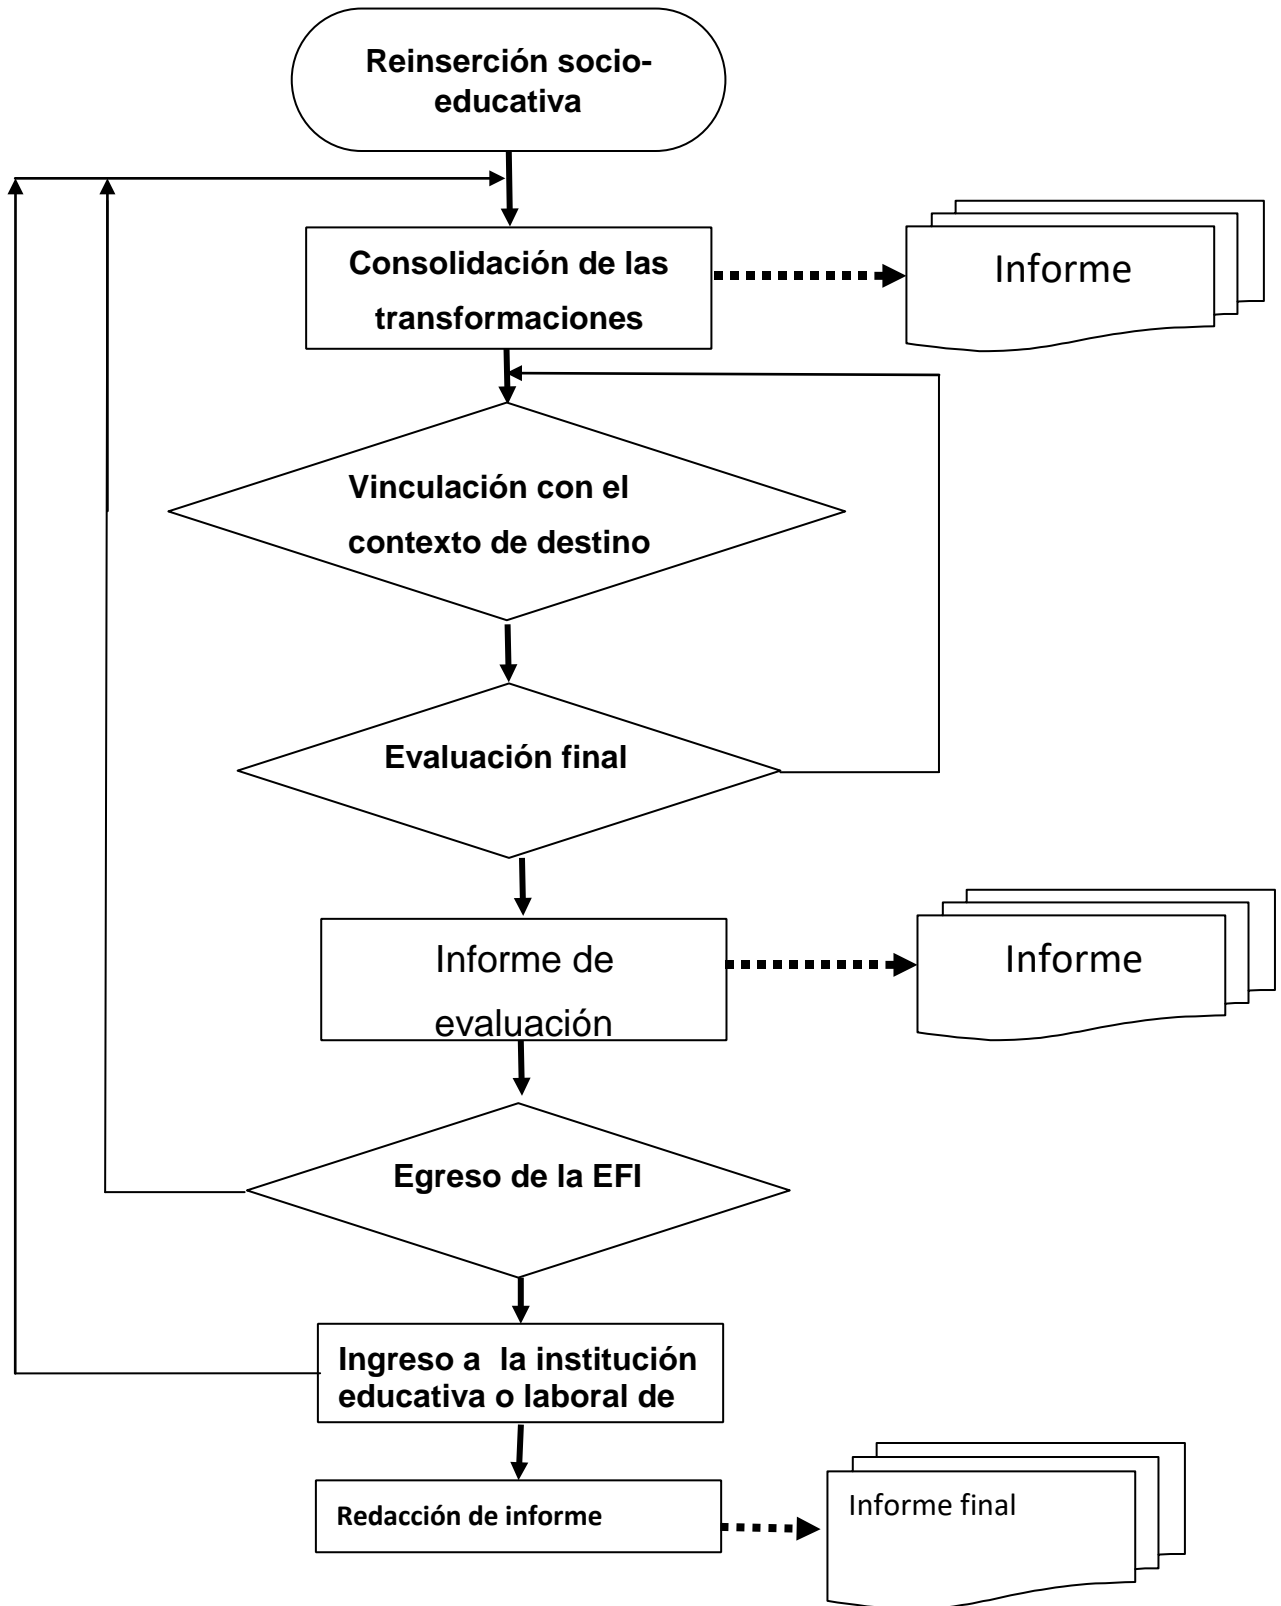 Reinserción socio-
educativa
Consolidación de las
transformaciones
Informe
Vinculación con el
contexto de destino
Evaluación final
Informe de
evaluación
Informe
Egreso de la EFI
Ingreso a  la institución
educativa o laboral de
Redacción de informe
Informe final